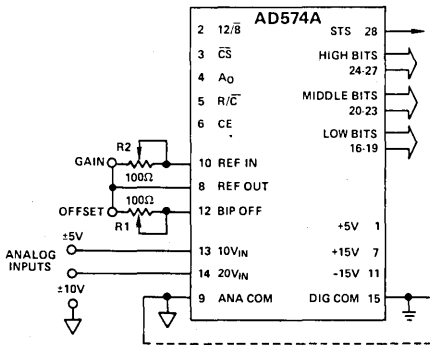 AD574A
2 12/8̅
3 C̅S̅
4 A₀
5 R/C̅
6 CE
10 REF IN
8 REF OUT
12 BIP OFF
13 10VIN
14 20VIN
9 ANA COM
STS 28
HIGH BITS
24-27
MIDDLE BITS
20-23
LOW BITS
16-19
+5V 1
+15V 7
-15V 11
DIG COM 15
R2
GAIN
100Ω
100Ω
OFFSET
R1
±5V
ANALOG
INPUTS
±10V